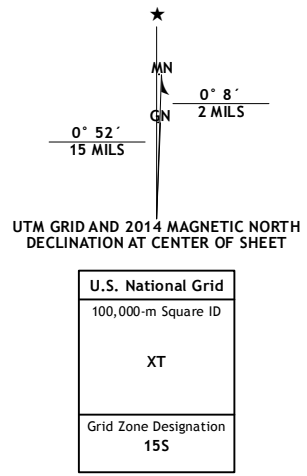 ★
MN
GN
0° 8´
2 MILS
0° 52´
15 MILS
UTM GRID AND 2014 MAGNETIC NORTH
DECLINATION AT CENTER OF SHEET
U.S. National Grid
100,000-m Square ID
XT
Grid Zone Designation
15S